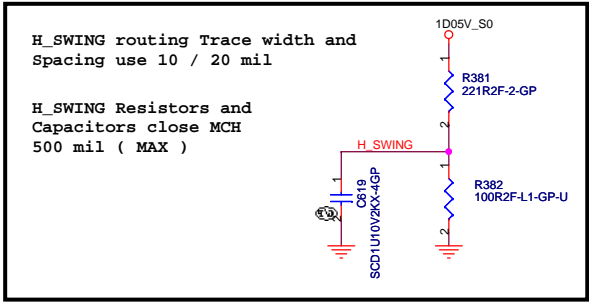 H_SWING routing Trace width and
Spacing use 10 / 20 mil
H_SWING Resistors and
Capacitors close MCH
500 mil ( MAX )
1D05V_S0
1
R381
221R2F-2-GP
2
H_SWING
1
C619
SCD1U10V2KX-4GP
1
R382
100R2F-L1-GP-U
2